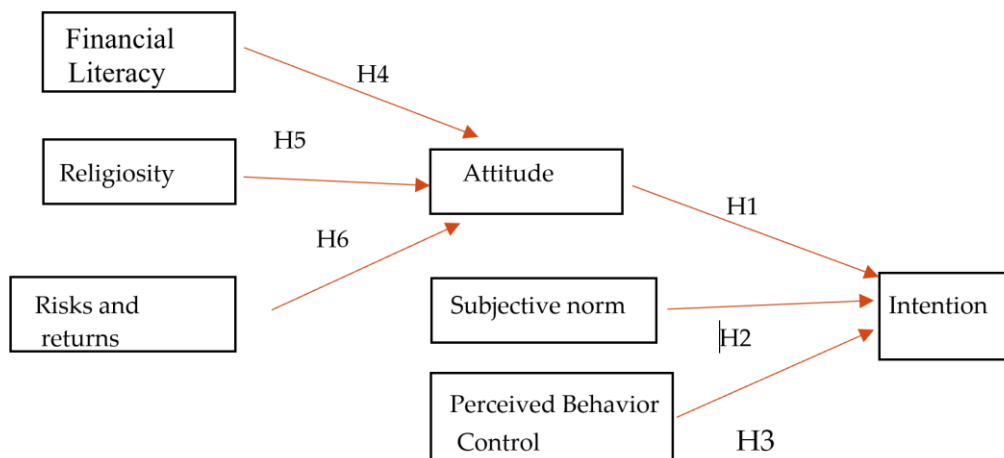 Financial
Literacy
H4
H5
Religiosity
Attitude
H1
H6
Risks and
returns
Subjective norm
Intention
H2
Perceived Behavior
Control
H3